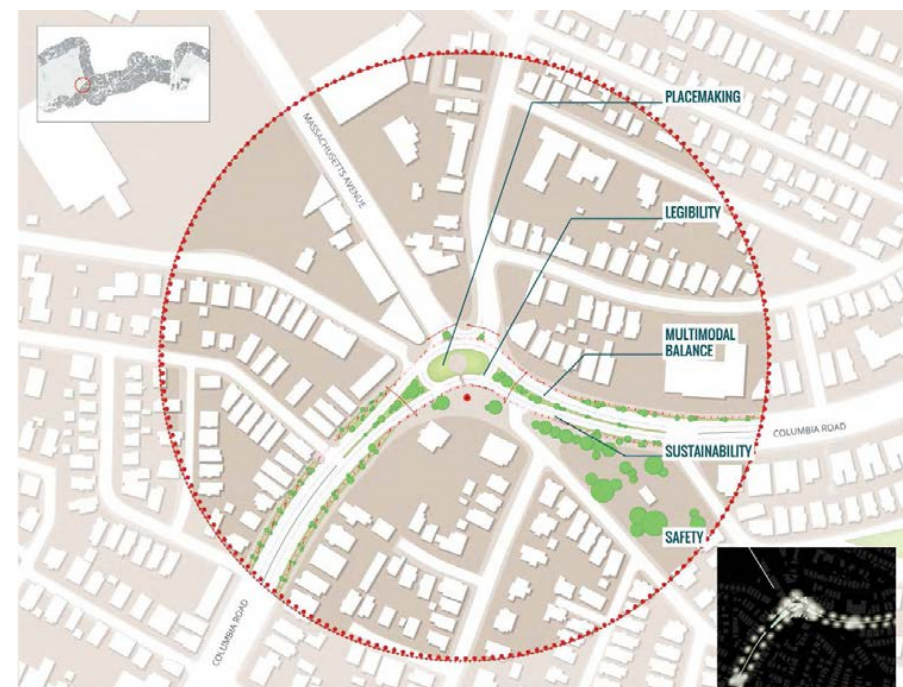 PLACEMAKING
MASSACHUSETTS AVENUE
LEGIBILITY
MULTIMODAL
BALANCE
COLUMBIA ROAD
SUSTAINABILITY
SAFETY
COLUMBIA ROAD